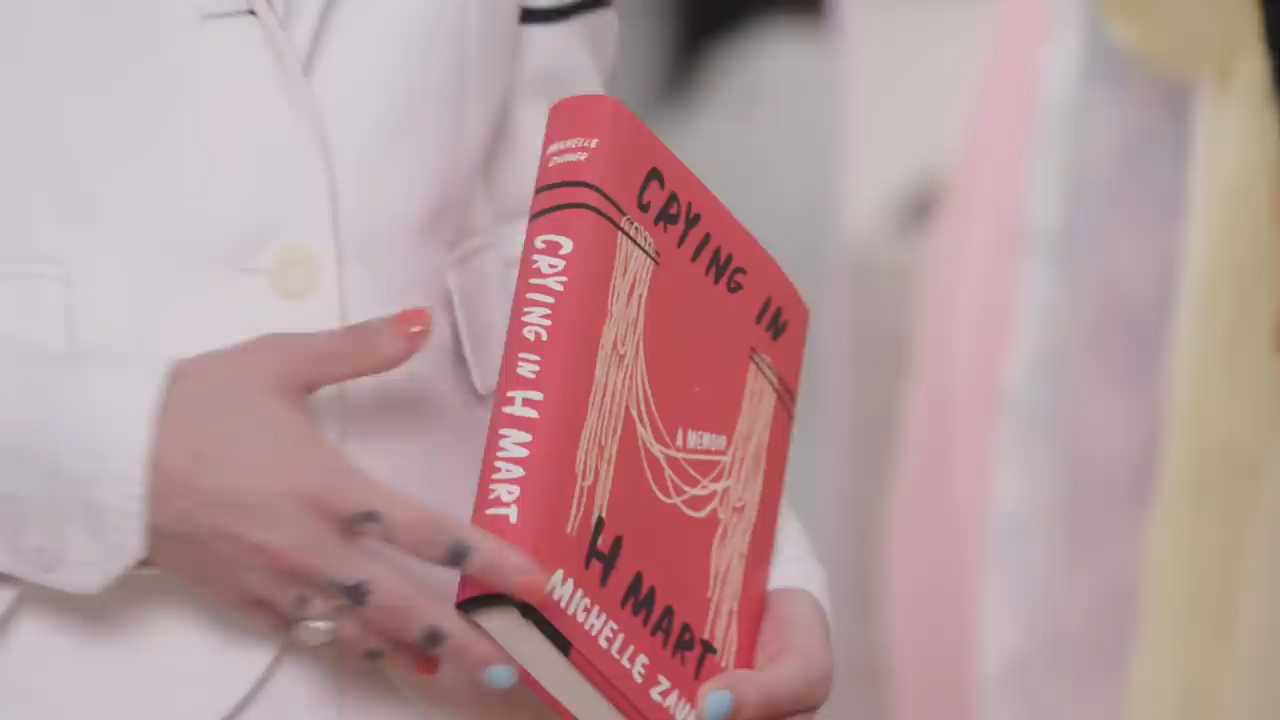 MICHELLE
ZAUNER
CRYING IN H MART
CRYING IN
A MEMOIR
H MART
MICHELLE ZAU